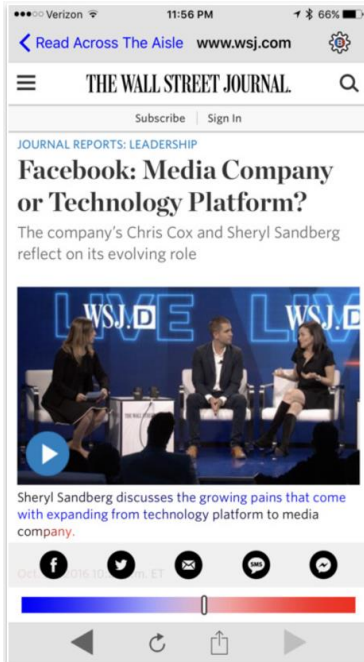 Verizon 11:56 PM 66%
Read Across The Aisle www.wsj.com
THE WALL STREET JOURNAL.
Subscribe Sign In
JOURNAL REPORTS: LEADERSHIP
Facebook: Media Company
or Technology Platform?
The company's Chris Cox and Sheryl Sandberg
reflect on its evolving role
WSJ.D LIVE WSJ.D
Sheryl Sandberg discusses the growing pains that come
with expanding from technology platform to media
company.
SMS
ET